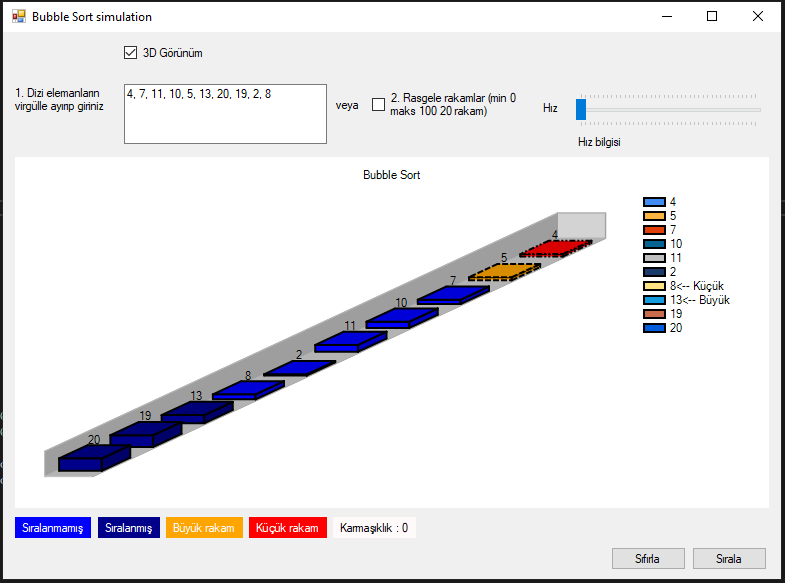 Bubble Sort simulation
3D Görünüm
1. Dizi elemanların
virgülle ayırıp giriniz
4, 7, 11, 10, 5, 13, 20, 19, 2, 8
veya
2. Rasgele rakamlar (min 0
maks 100 20 rakam)
Hız
Hız bilgisi
Bubble Sort
4
5
7
10
11
2
8
13
19
20
4
5
7
10
11
2
8<-- Küçük
13<-- Büyük
19
20
Sıralanmamış
Sıralanmış
Büyük rakam
Küçük rakam
Karmaşıklık : 0
Sıfırla
Sırala